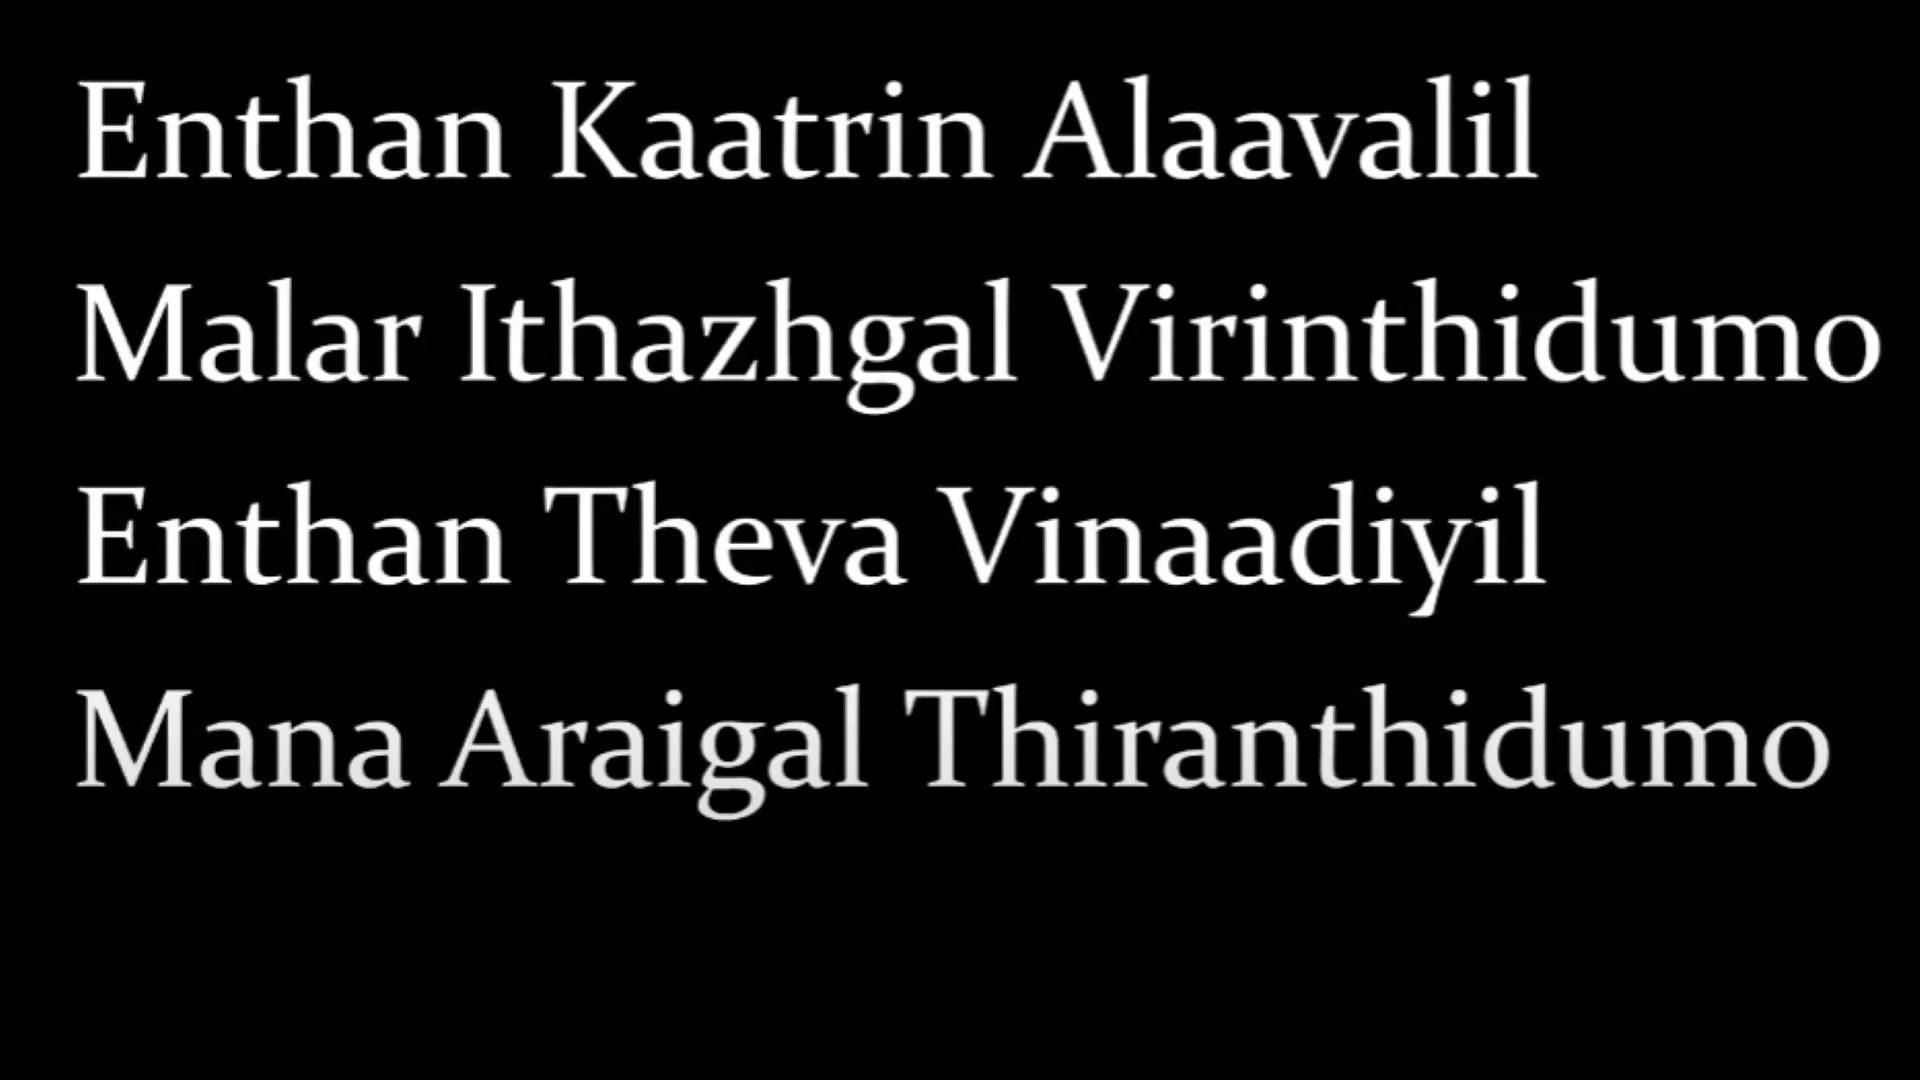 Enthan Kaatrin Alaavalil
Malar Ithazhgal Virinthidumo
Enthan Theva Vinaadiyil
Mana Araigal Thiranthidumo